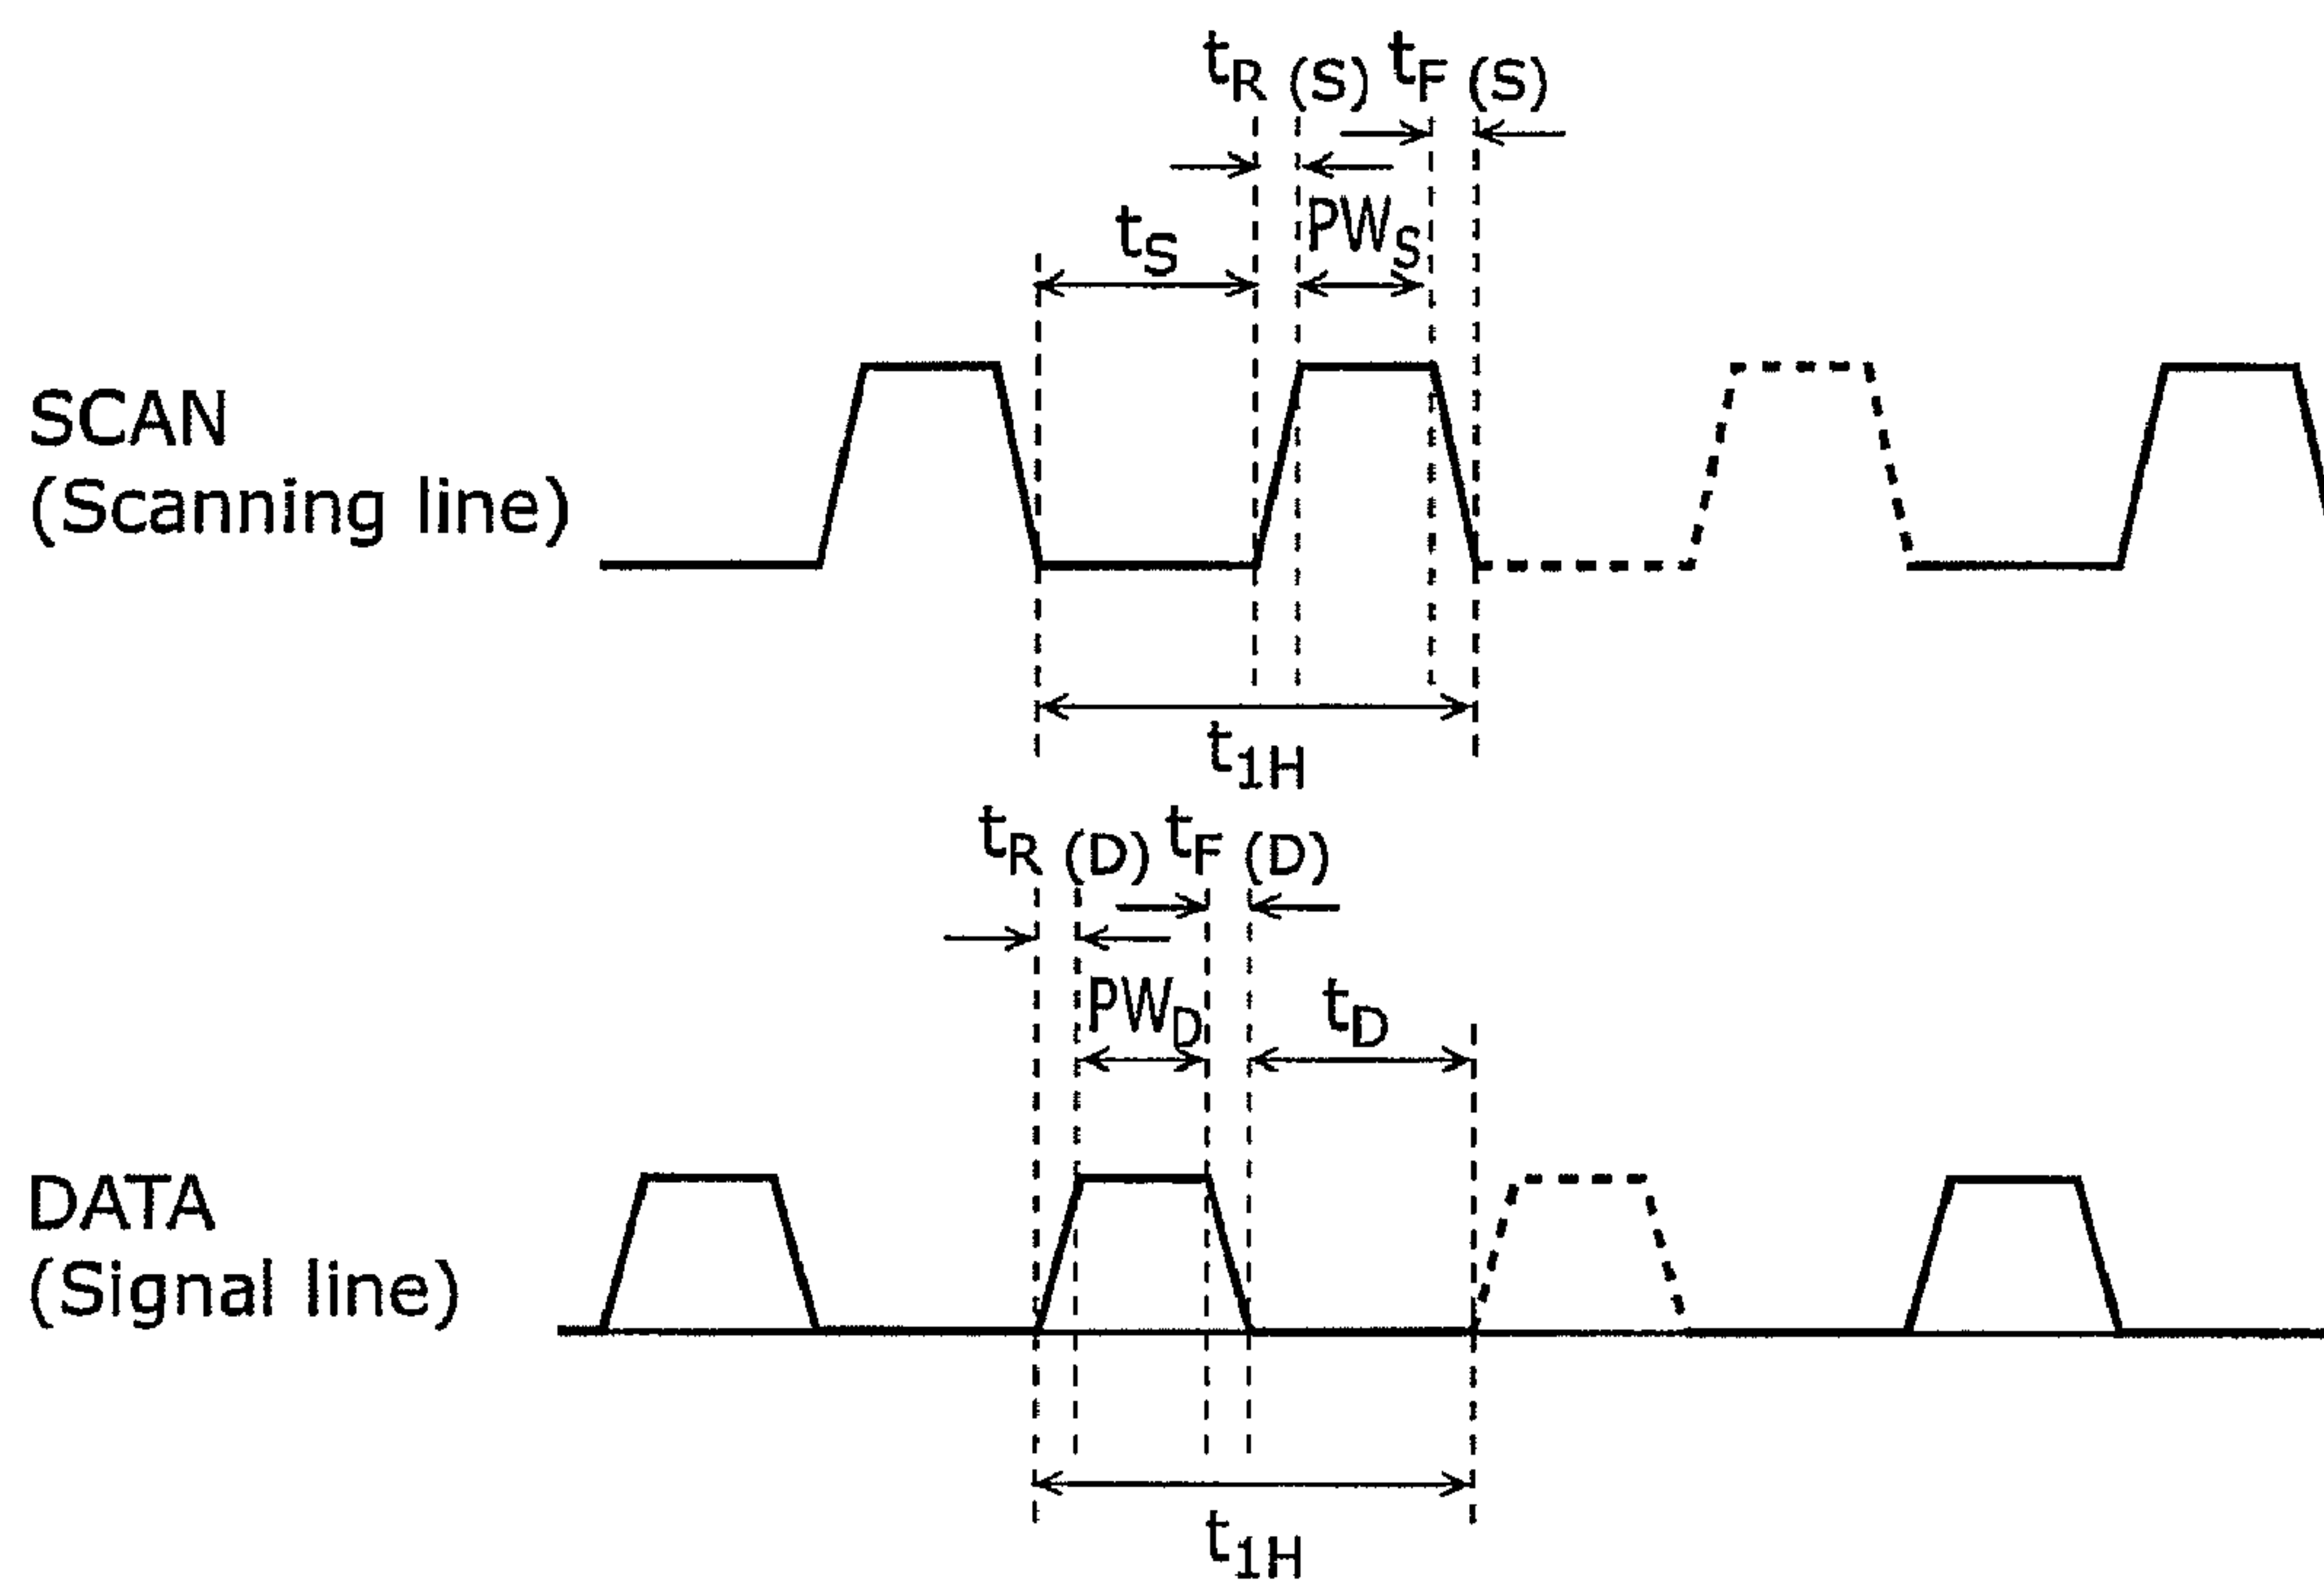 tR (S) tF (S)
tS PWS
SCAN
(Scanning line)
t1H
tR (D) tF (D)
PWD tD
DATA
(Signal line)
t1H